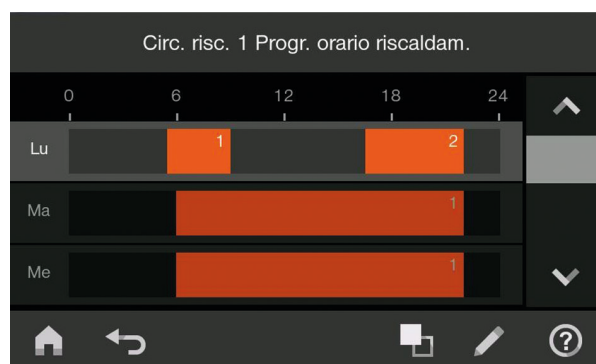 Circ. risc. 1 Progr. orario riscaldam.
0 6 12 18 24
Lu 1 2
Ma 1
Me 1
?